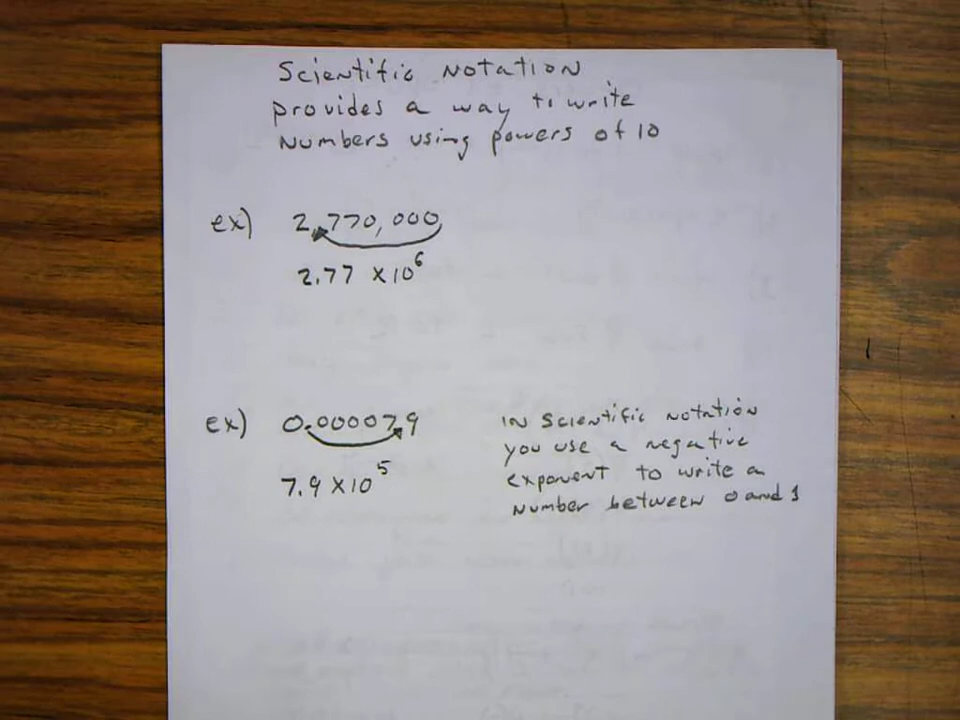 Scientific Notation
provides a way to write
Numbers using powers of 10
ex) 2,770,000
2.77 x 10⁶
ex) 0.000079
7.9 x 10⁵
IN Scientific Notation
you use a negative
exponent to write a
Number between 0 and 1